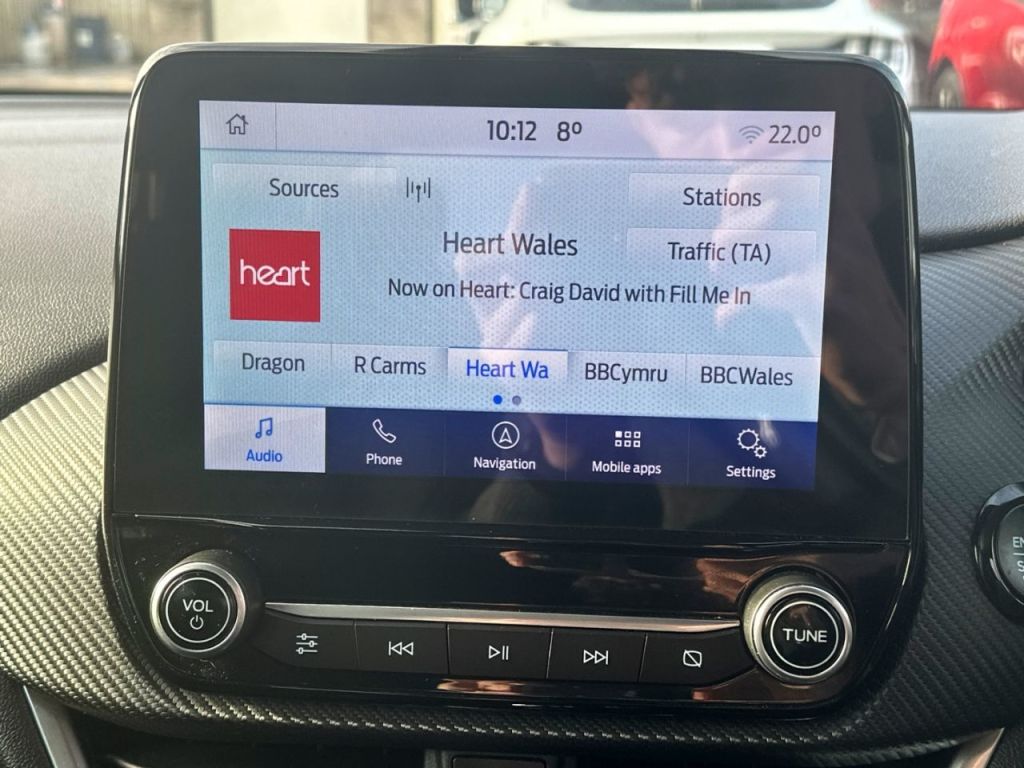 10:12 8º 22.0º
Sources Stations
Heart Wales
Traffic (TA)
heart
Now on Heart: Craig David with Fill Me In
Dragon R Carms Heart Wa BBCymru BBCWales
Audio Phone Navigation Mobile apps Settings
VOL
TUNE